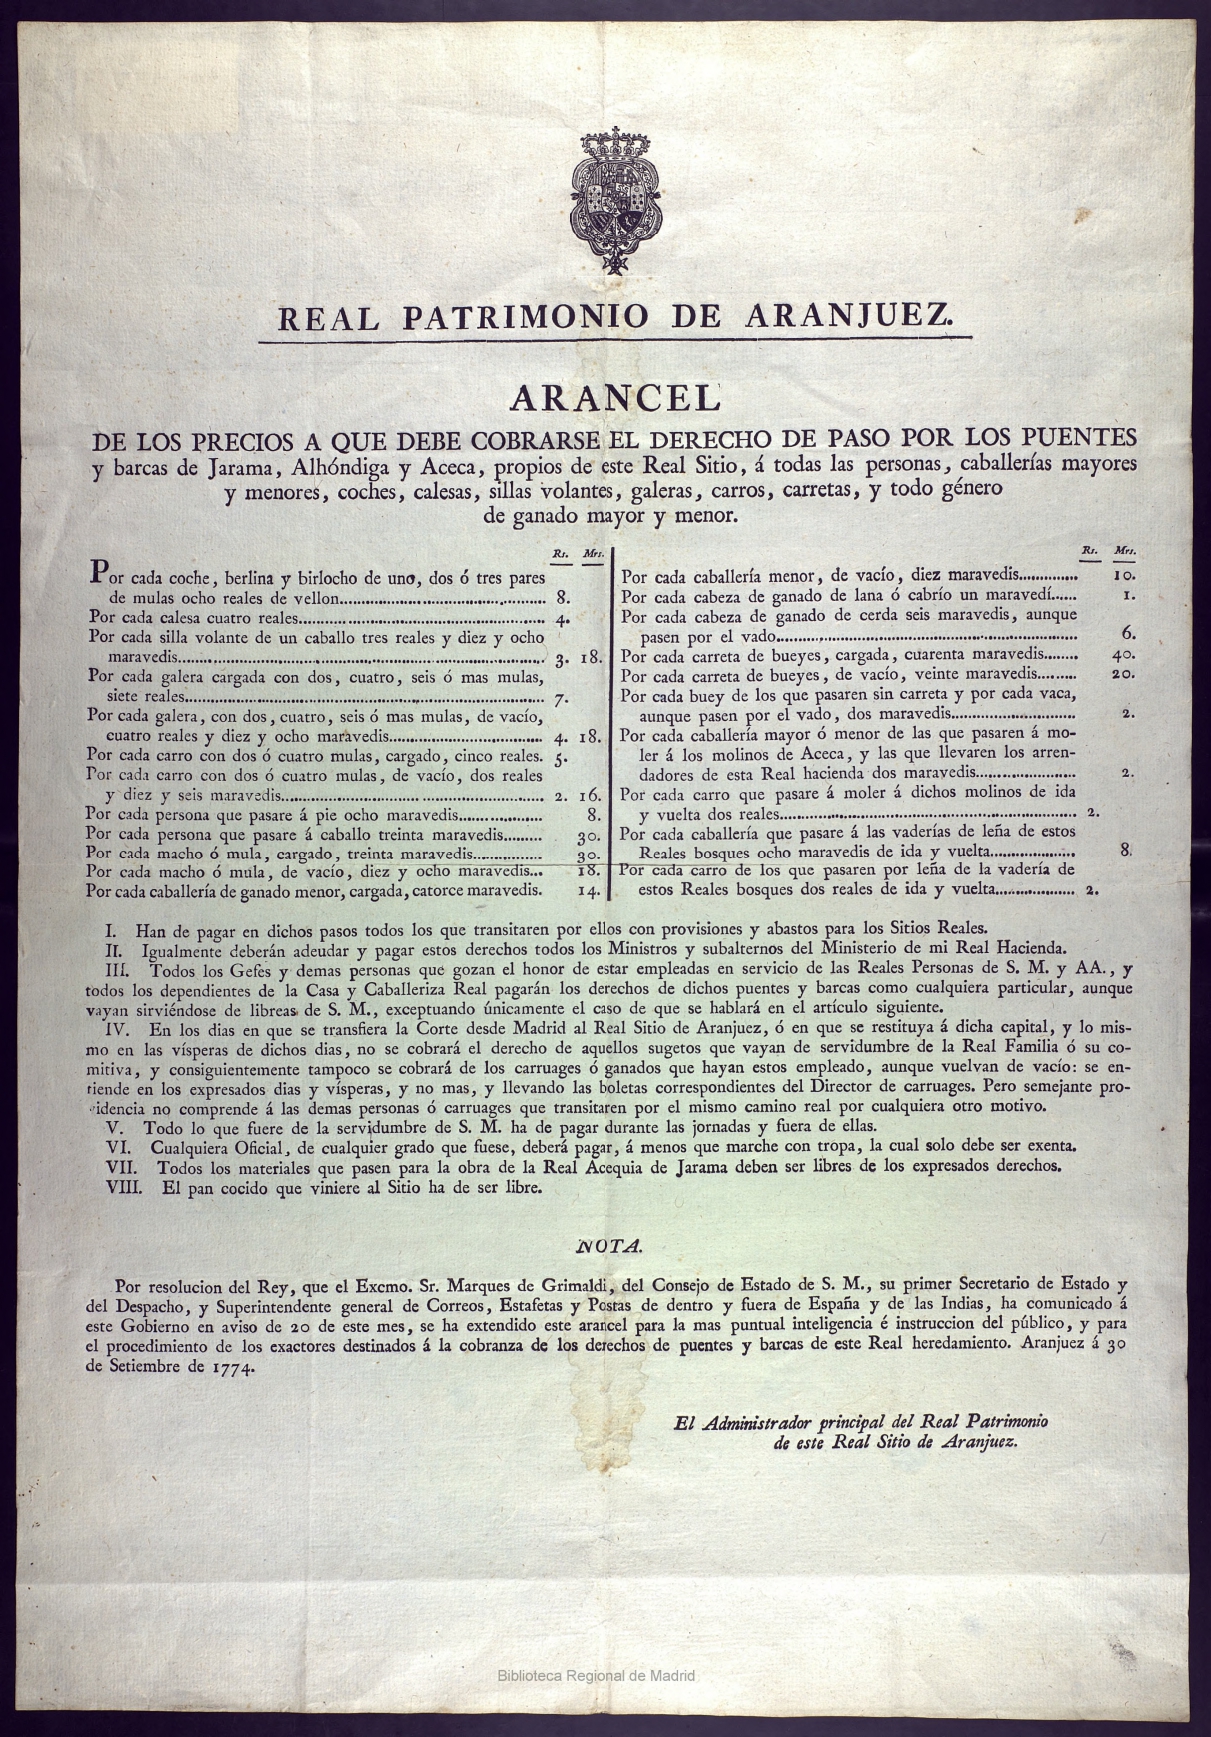 REAL PATRIMONIO DE ARANJUEZ.
ARANCEL
DE LOS PRECIOS A QUE DEBE COBRARSE EL DERECHO DE PASO POR LOS PUENTES
y barcas de Jarama, Alhóndiga y Aceca, propios de este Real Sitio, á todas las personas, caballerías mayores
y menores, coches, calesas, sillas volantes, galeras, carros, carretas, y todo género
de ganado mayor y menor.
Rs. Mrs.
Por cada coche, berlina y birlocho de uno, dos ó tres pares
de mulas ocho reales de vellon.......... 8.
Por cada calesa cuatro reales.......... 4.
Por cada silla volante de un caballo tres reales y diez y ocho
maravedis.......... 3. 18.
Por cada galera cargada con dos, cuatro, seis ó mas mulas,
siete reales.......... 7.
Por cada galera, con dos, cuatro, seis ó mas mulas, de vacío,
cuatro reales y diez y ocho maravedis.......... 4. 18.
Por cada carro con dos ó cuatro mulas, cargado, cinco reales. 5.
Por cada carro con dos ó cuatro mulas, de vacío, dos reales
y diez y seis maravedis.......... 2. 16.
Por cada persona que pasare á pie ocho maravedis.......... 8.
Por cada persona que pasare á caballo treinta maravedis......... 30.
Por cada macho ó mula, cargado, treinta maravedis.......... 30.
Por cada macho ó mula, de vacío, diez y ocho maravedis... 18.
Por cada caballería de ganado menor, cargada, catorce maravedis. 14.
Rs. Mrs.
Por cada caballería menor, de vacío, diez maravedis.......... 10.
Por cada cabeza de ganado de lana ó cabrío un maravedí...... 1.
Por cada cabeza de ganado de cerda seis maravedis, aunque
pasen por el vado.......... 6.
Por cada carreta de bueyes, cargada, cuarenta maravedis........ 40.
Por cada carreta de bueyes, de vacío, veinte maravedis......... 20.
Por cada buey de los que pasaren sin carreta y por cada vaca,
aunque pasen por el vado, dos maravedis.......... 2.
Por cada caballería mayor ó menor de las que pasaren á mo-
ler á los molinos de Aceca, y las que llevaren los arren-
dadores de esta Real hacienda dos maravedis.......... 2.
Por cada carro que pasare á moler á dichos molinos de ida
y vuelta dos reales.......... 2.
Por cada caballería que pasare á las vaderías de leña de estos
Reales bosques ocho maravedis de ida y vuelta.......... 8.
Por cada carro de los que pasaren por leña de la vadería de
estos Reales bosques dos reales de ida y vuelta.......... 2.
I. Han de pagar en dichos pasos todos los que transitaren por ellos con provisiones y abastos para los Sitios Reales.
II. Igualmente deberán adeudar y pagar estos derechos todos los Ministros y subalternos del Ministerio de mi Real Hacienda.
III. Todos los Gefes y demas personas que gozan el honor de estar empleadas en servicio de las Reales Personas de S. M. y AA., y
todos los dependientes de la Casa y Caballeriza Real pagarán los derechos de dichos puentes y barcas como cualquiera particular, aunque
vayan sirviéndose de libreas de S. M., exceptuando únicamente el caso de que se hablará en el artículo siguiente.
IV. En los dias en que se transfiera la Corte desde Madrid al Real Sitio de Aranjuez, ó en que se restituya á dicha capital, y lo mis-
mo en las vísperas de dichos dias, no se cobrará el derecho de aquellos sugetos que vayan de servidumbre de la Real Familia ó su co-
mitiva, y consiguientemente tampoco se cobrará de los carruages ó ganados que hayan estos empleado, aunque vuelvan de vacío: se en-
tiende en los expresados dias y vísperas, y no mas, y llevando las boletas correspondientes del Director de carruages. Pero semejante pro-
videncia no comprende á las demas personas ó carruages que transitaren por el mismo camino real por cualquiera otro motivo.
V. Todo lo que fuere de la servidumbre de S. M. ha de pagar durante las jornadas y fuera de ellas.
VI. Cualquiera Oficial, de cualquier grado que fuese, deberá pagar, á menos que marche con tropa, la cual solo debe ser exenta.
VII. Todos los materiales que pasen para la obra de la Real Acequia de Jarama deben ser libres de los expresados derechos.
VIII. El pan cocido que viniere al Sitio ha de ser libre.
NOTA.
Por resolucion del Rey, que el Excmo. Sr. Marques de Grimaldi, del Consejo de Estado de S. M., su primer Secretario de Estado y
del Despacho, y Superintendente general de Correos, Estafetas y Postas de dentro y fuera de España y de las Indias, ha comunicado á
este Gobierno en aviso de 20 de este mes, se ha extendido este arancel para la mas puntual inteligencia é instruccion del público, y para
el procedimiento de los exactores destinados á la cobranza de los derechos de puentes y barcas de este Real heredamiento. Aranjuez á 30
de Setiembre de 1774.
El Administrador principal del Real Patrimonio
de este Real Sitio de Aranjuez.
Biblioteca Regional de Madrid